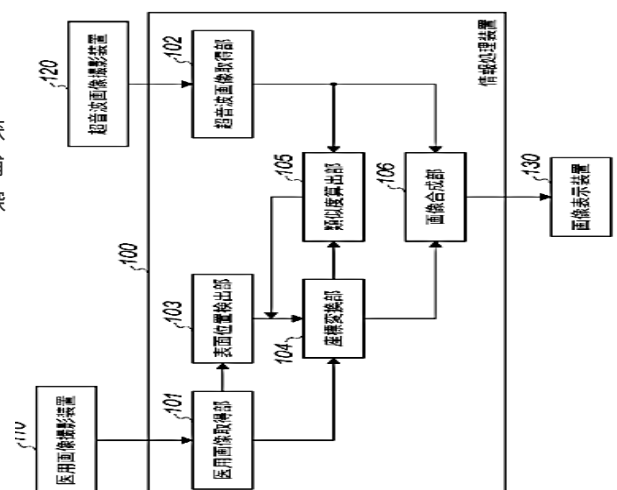 110
医用画像撮影装置
120
超音波画像撮影装置
100
101
医用画像取得部
103
表面位置検出部
102
超音波画像取得部
104
座標変換部
105
類似度算出部
106
画像合成部
情報処理装置
130
画像表示装置